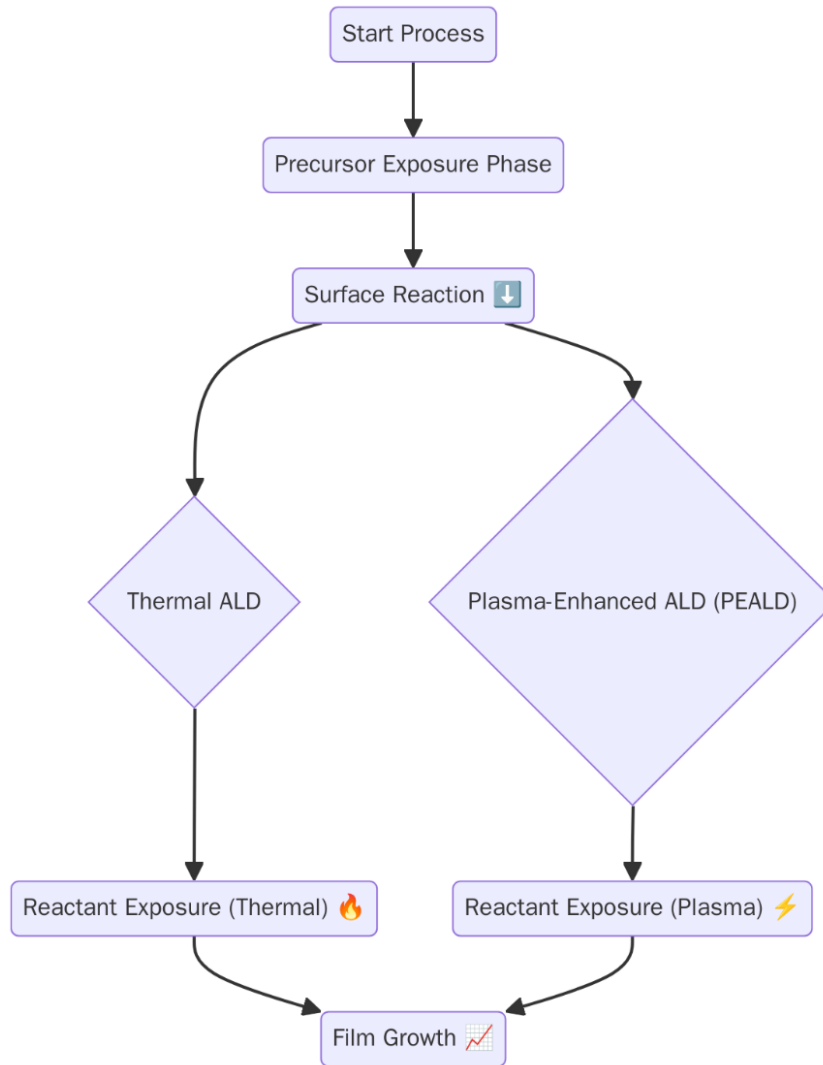 Start Process
Precursor Exposure Phase
Surface Reaction ⬇️
Thermal ALD
Plasma-Enhanced ALD (PEALD)
Reactant Exposure (Thermal) 🔥
Reactant Exposure (Plasma) ⚡
Film Growth 📈